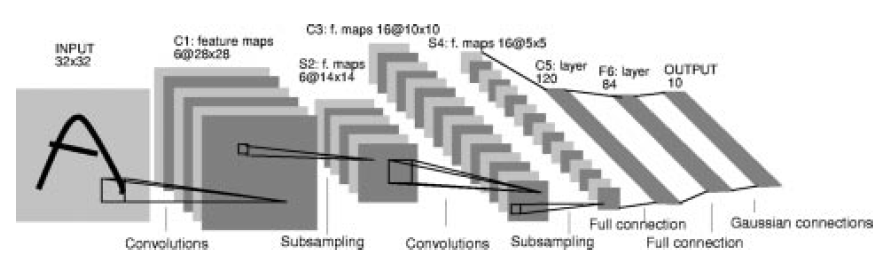 INPUT
32x32
C1: feature maps
6@28x28
S2: f. maps
6@14x14
C3: f. maps 16@10x10
S4: f. maps 16@5x5
C5: layer
120
F6: layer
84
OUTPUT
10
Convolutions
Subsampling
Convolutions
Subsampling
Full connection
Full connection
Gaussian connections